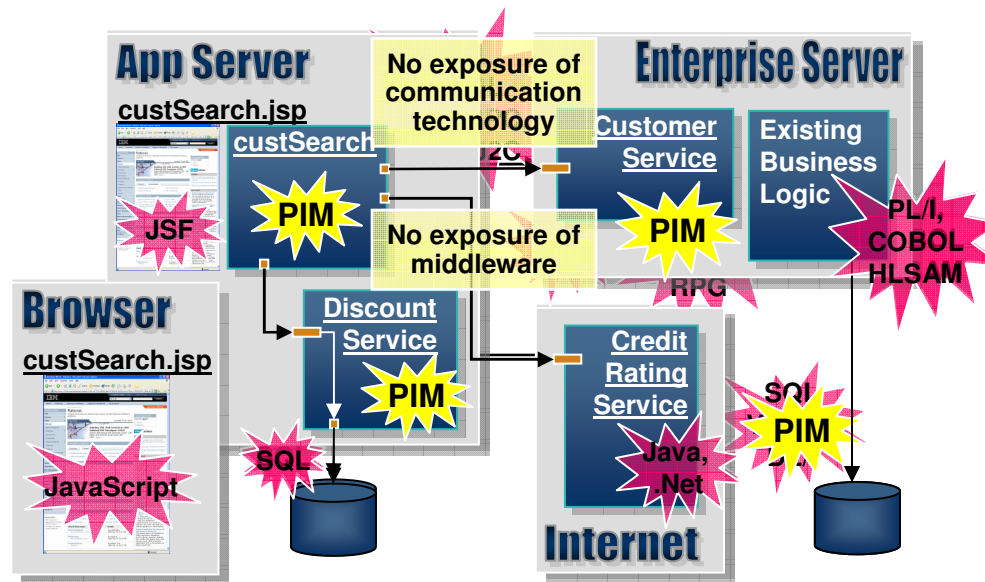 App Server
custSearch.jsp
custSearch
PIM
JSF
No exposure of
communication
technology
No exposure of
middleware
Enterprise Server
Customer
Service
PIM
Existing
Business
Logic
PL/I,
COBOL
HLSAM
RPG
Browser
custSearch.jsp
IBM
JavaScript
Discount
Service
PIM
SQL
Credit
Rating
Service
Java,
.Net
Internet
PIM